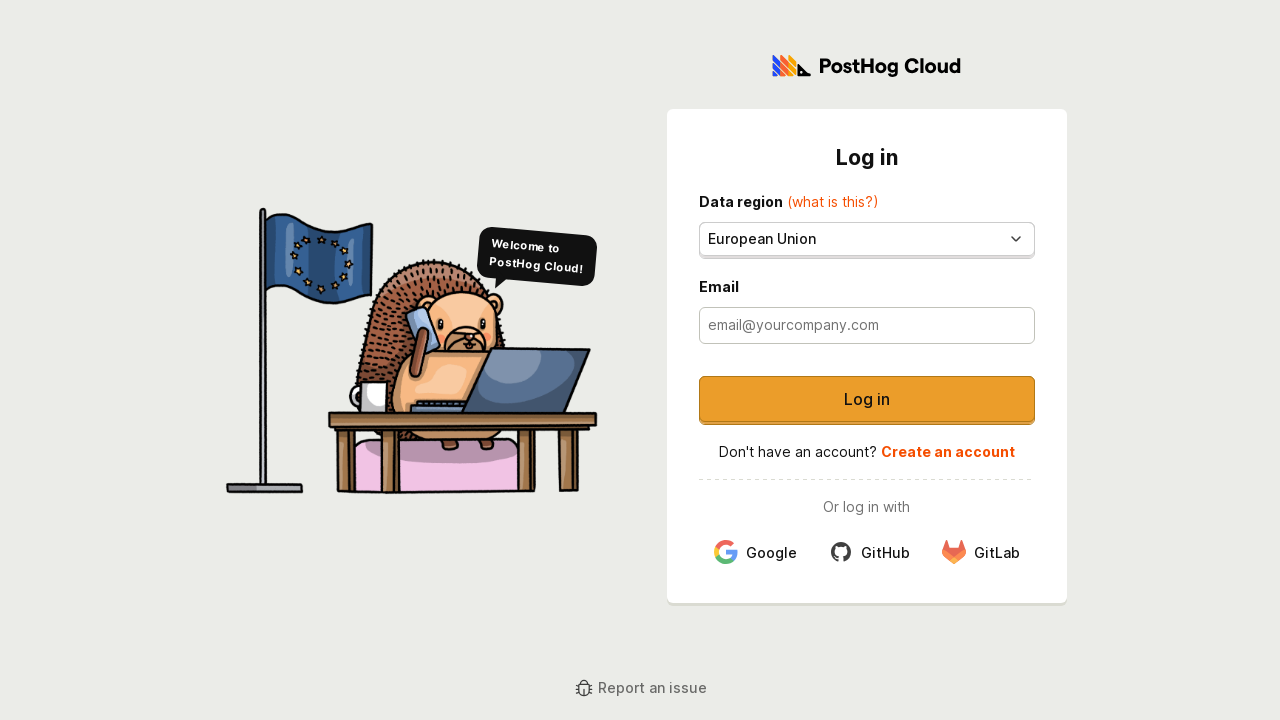 PostHog Cloud
Welcome to
PostHog Cloud!
Log in
Data region (what is this?)
European Union
Email
email@yourcompany.com
Log in
Don't have an account? Create an account
Or log in with
Google
GitHub
GitLab
Report an issue